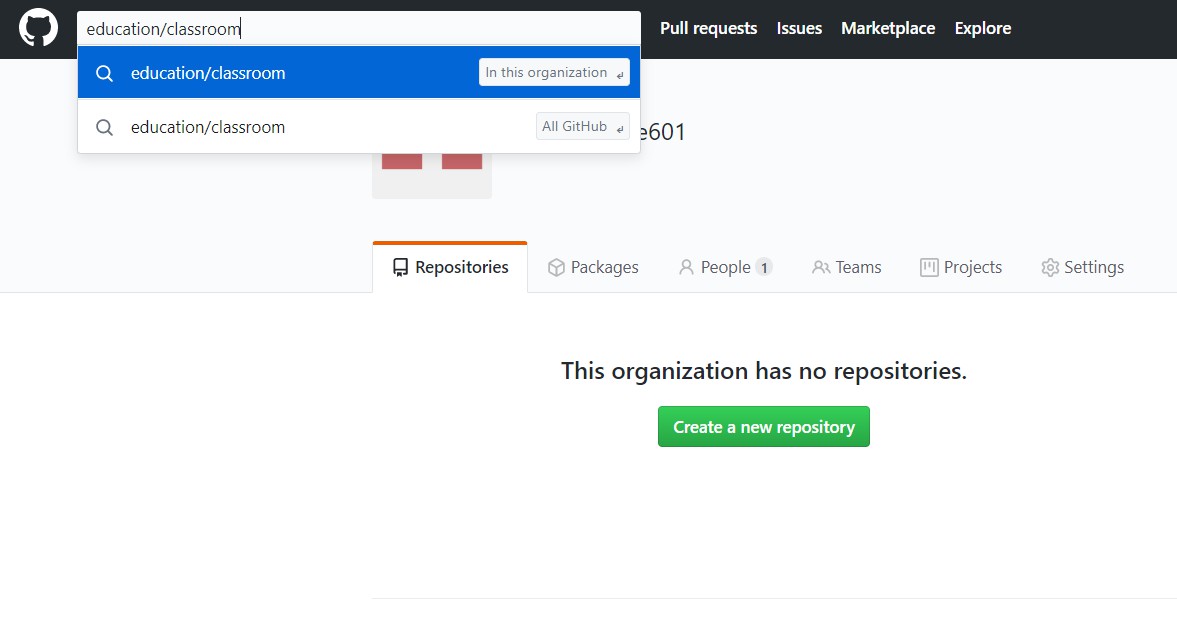 education/classroom
Pull requests Issues Marketplace Explore
education/classroom In this organization
education/classroom All GitHub
e601
Repositories Packages People 1 Teams Projects Settings
This organization has no repositories.
Create a new repository